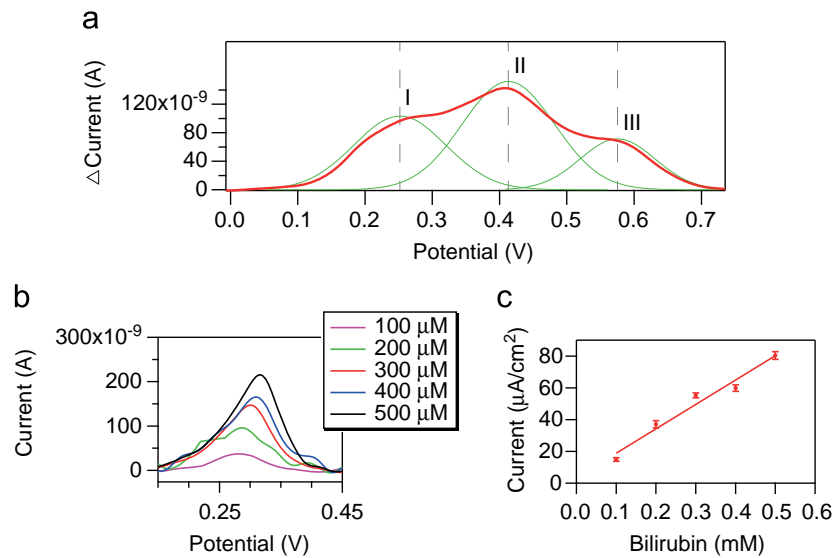 a
△Current (A)
120x10-9
80
40
0
I
II
III
0.0 0.1 0.2 0.3 0.4 0.5 0.6 0.7
Potential (V)
b
Current (A)
300x10-9
200
100
0
0.25 0.45
Potential (V)
100 μM
200 μM
300 μM
400 μM
500 μM
c
Current (μA/cm2)
80
60
40
20
0
0.0 0.1 0.2 0.3 0.4 0.5 0.6
Bilirubin (mM)